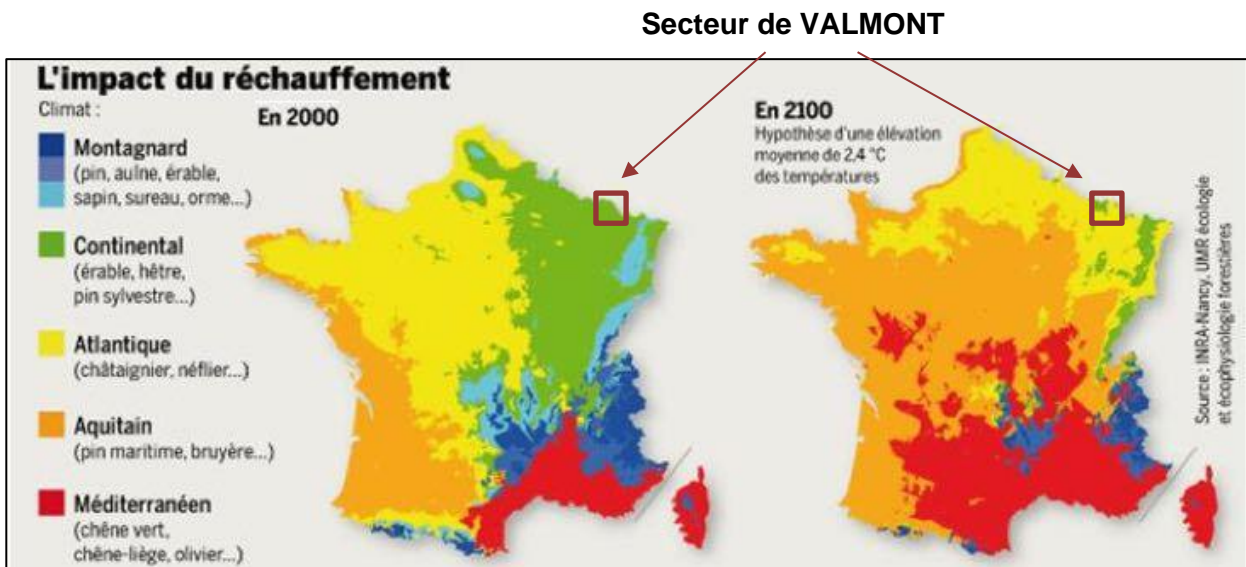 Secteur de VALMONT
L'impact du réchauffement
Climat :
Montagnard
(pin, aulne, érable,
sapin, sureau, orme...)
Continental
(érable, hêtre,
pin sylvestre...)
Atlantique
(châtaignier, néflier...)
Aquitain
(pin maritime, bruyère...)
Méditerranéen
(chêne vert,
chêne-liège, olivier...)
En 2000
En 2100
Hypothèse d'une élévation
moyenne de 2,4 °C
des températures
Source : INRA-Nancy, UMR écologie
et écophysiologie forestières